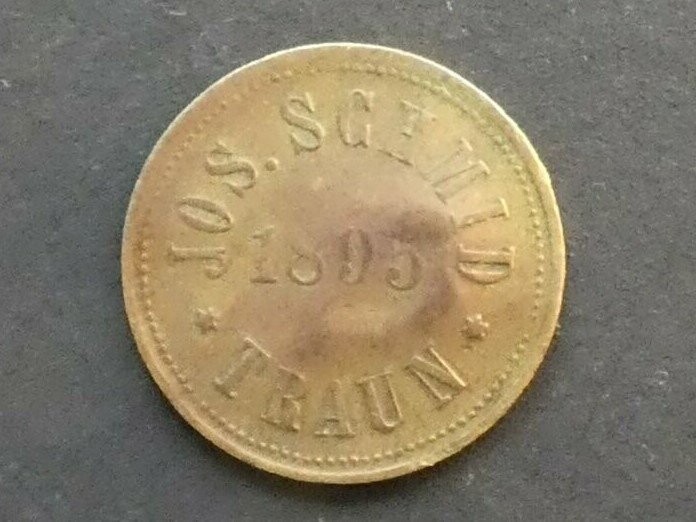 JOS. SCHMID
1895
* TRAUN *